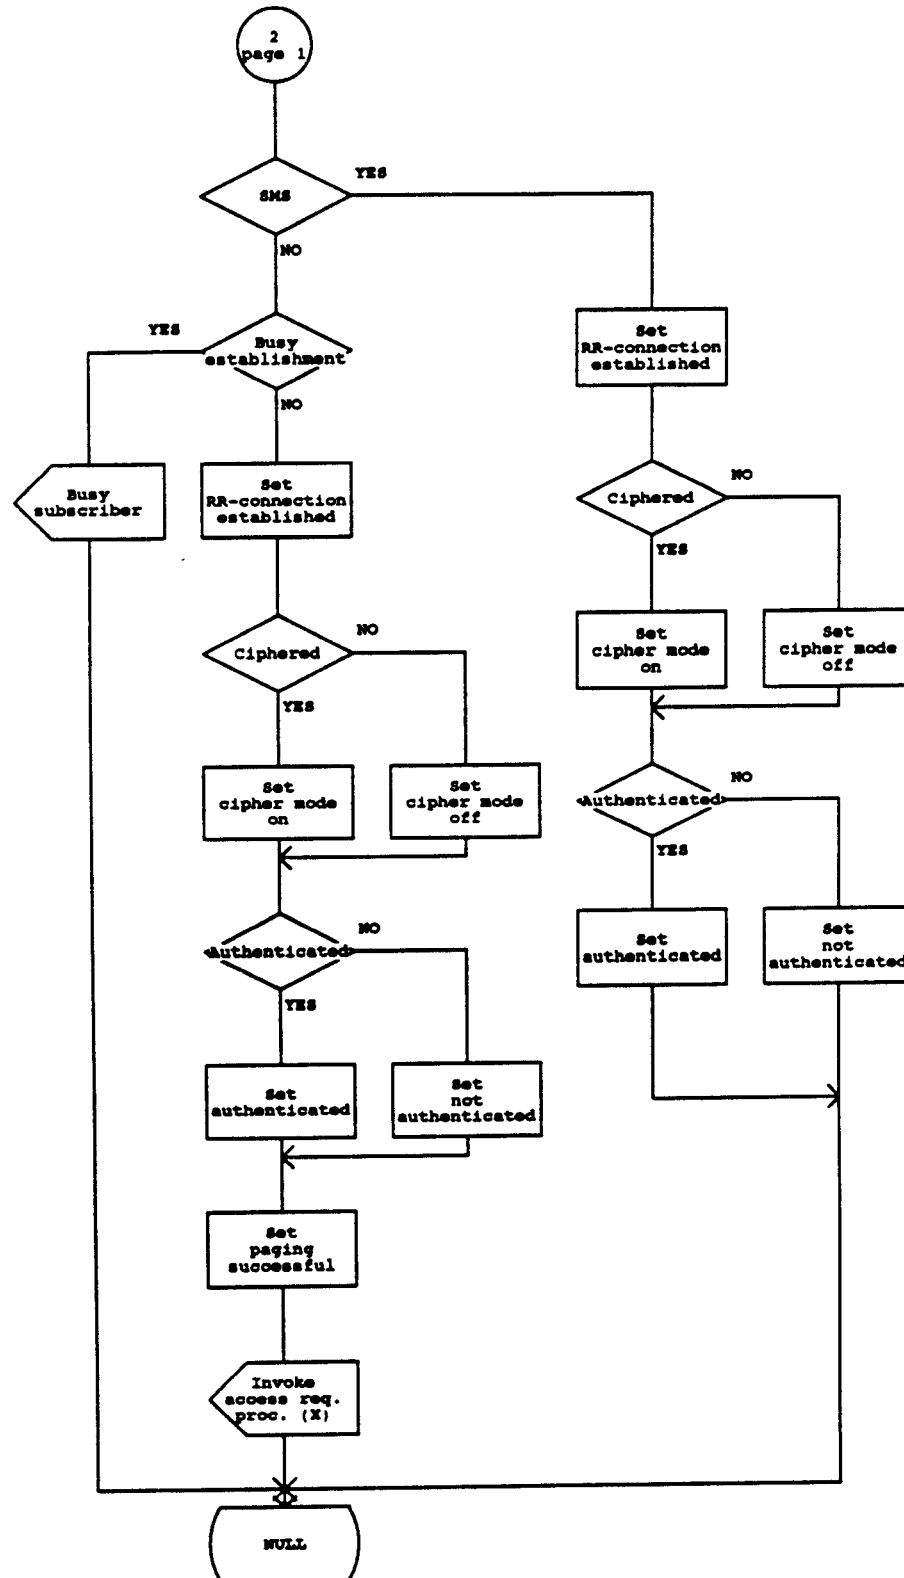 2
page 1
YES
SMS
NO
YES
Busy
establishment
NO
Set
RR-connection
established
Busy
subscriber
Set
RR-connection
established
NO
Ciphered
YES
NO
Ciphered
YES
Set
cipher mode
on
Set
cipher mode
off
Set
cipher mode
on
Set
cipher mode
off
NO
Authenticated
YES
NO
Authenticated
YES
Set
authenticated
Set
not
authenticated
Set
authenticated
Set
not
authenticated
Set
paging
successful
Invoke
access req.
proc. (X)
NULL